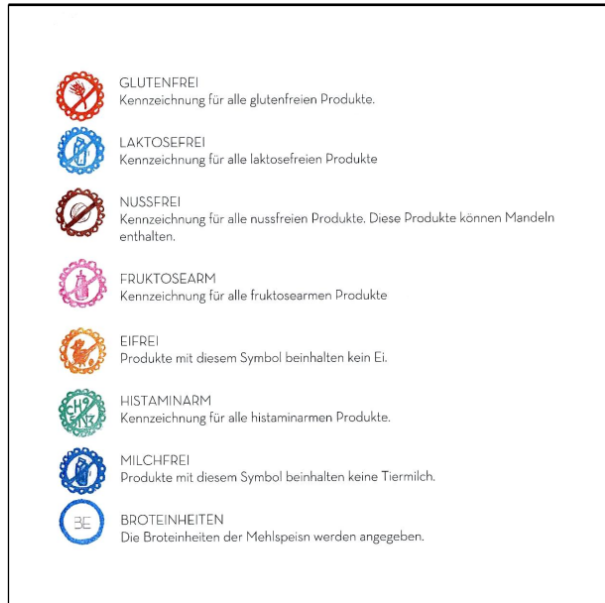 GLUTENFREI
Kennzeichnung für alle glutenfreien Produkte.
LAKTOSEFREI
Kennzeichnung für alle laktosefreien Produkte
NUSSFREI
Kennzeichnung für alle nussfreien Produkte. Diese Produkte können Mandeln
enthalten.
FRUKTOSEARM
Kennzeichnung für alle fruktosearmen Produkte
EIFREI
Produkte mit diesem Symbol beinhalten kein Ei.
CH9
5N3
HISTAMINARM
Kennzeichnung für alle histaminarmen Produkte.
MILCHFREI
Produkte mit diesem Symbol beinhalten keine Tiermilch.
BE
BROTEINHEITEN
Die Broteinheiten der Mehlspeisn werden angegeben.